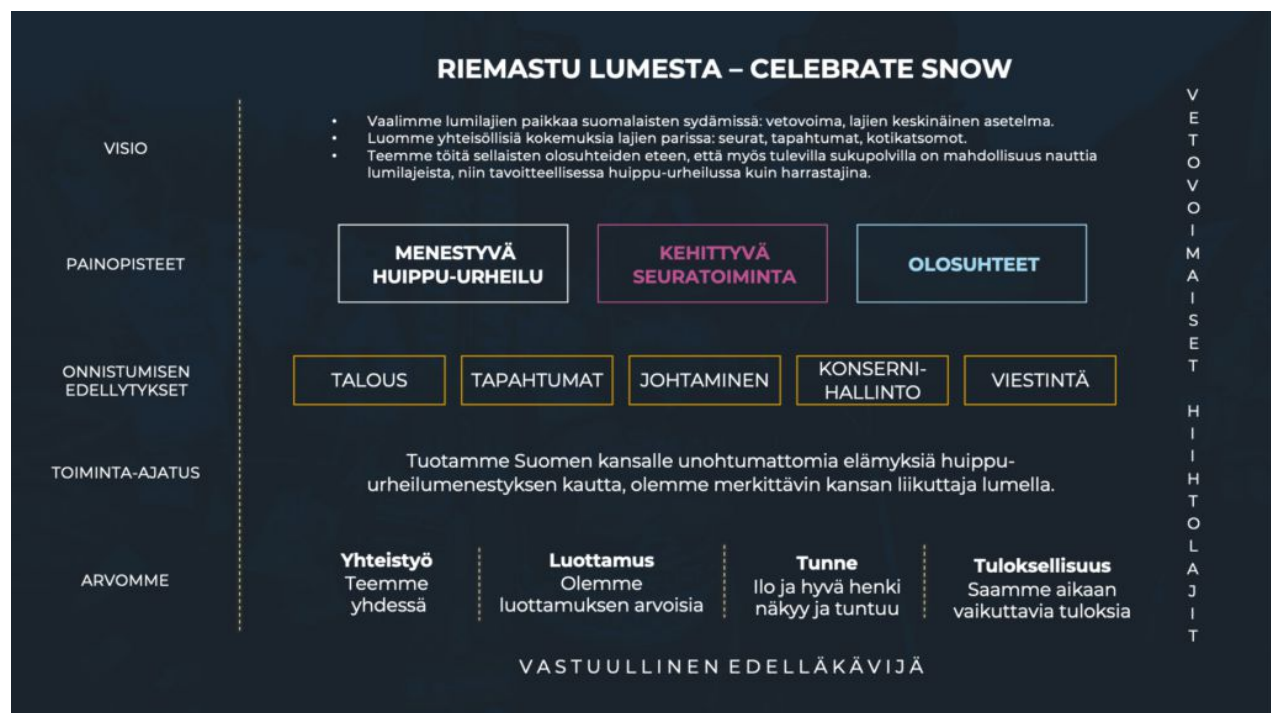 RIEMASTU LUMESTA – CELEBRATE SNOW
VISIO
• Vaalimme lumilajien paikkaa suomalaisten sydämissä: vetovoima, lajien keskinäinen asetelma.
• Luomme yhteisöllisiä kokemuksia lajien parissa: seurat, tapahtumat, kotikatsomot.
• Teemme töitä sellaisten olosuhteiden eteen, että myös tulevilla sukupolvilla on mahdollisuus nauttia
lumilajeista, niin tavoitteellisessa huippu-urheilussa kuin harrastajina.
PAINOPISTEET
MENESTYVÄ
HUIPPU-URHEILU
KEHITTYVÄ
SEURATOIMINTA
OLOSUHTEET
ONNISTUMISEN
EDELLYTYKSET
TALOUS
TAPAHTUMAT
JOHTAMINEN
KONSERNI-
HALLINTO
VIESTINTÄ
TOIMINTA-AJATUS
Tuotamme Suomen kansalle unohtumattomia elämyksiä huippu-
urheilumenestyksen kautta, olemme merkittävin kansan liikuttaja lumella.
ARVOMME
Yhteistyö
Teemme
yhdessä
Luottamus
Olemme
luottamuksen arvoisia
Tunne
Ilo ja hyvä henki
näkyy ja tuntuu
Tuloksellisuus
Saamme aikaan
vaikuttavia tuloksia
VASTUULLINEN EDELLÄKÄVIJÄ
VETOVOIMAISET HIIHTOLAJIT